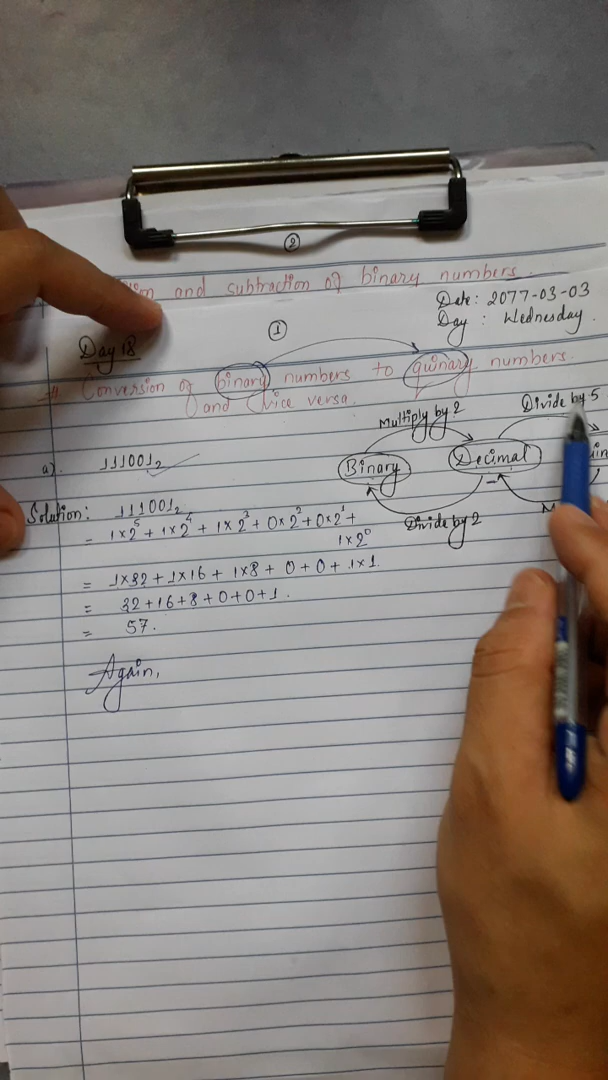 ②
and subtraction of binary numbers.
Date: 2077-03-03
①
Day : Wednesday.
Day 18
# Conversion of binary numbers to quinary numbers.
and vice versa.
Multiply by 2
Divide by 5
a). 111001₂
Binary
Decimal
Divide by 2
Solution: 111001₂
= 1×2⁵ + 1×2⁴ + 1×2³ + 0×2² + 0×2¹ +
1×2⁰
= 1×32 + 1×16 + 1×8 + 0 + 0 + 1×1
= 32+16+8+0+0+1.
= 57.
Again,